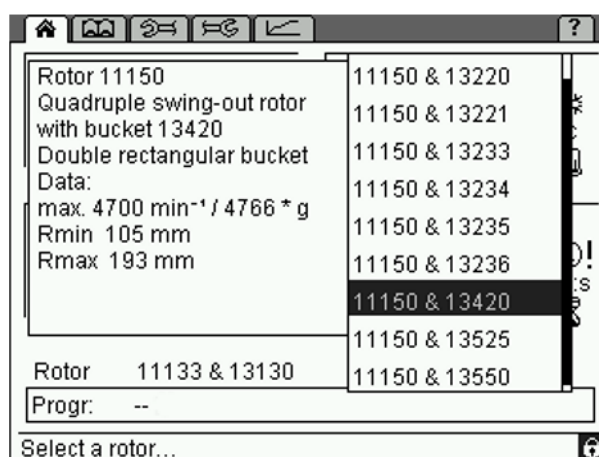 ?
Rotor 11150
Quadruple swing-out rotor
with bucket 13420
Double rectangular bucket
Data:
max. 4700 min⁻¹ / 4766 * g
Rmin 105 mm
Rmax 193 mm
11150 & 13220
11150 & 13221
11150 & 13233
11150 & 13234
11150 & 13235
11150 & 13236
11150 & 13420
11150 & 13525
11150 & 13550
Rotor 11133 & 13130
Progr: --
Select a rotor...